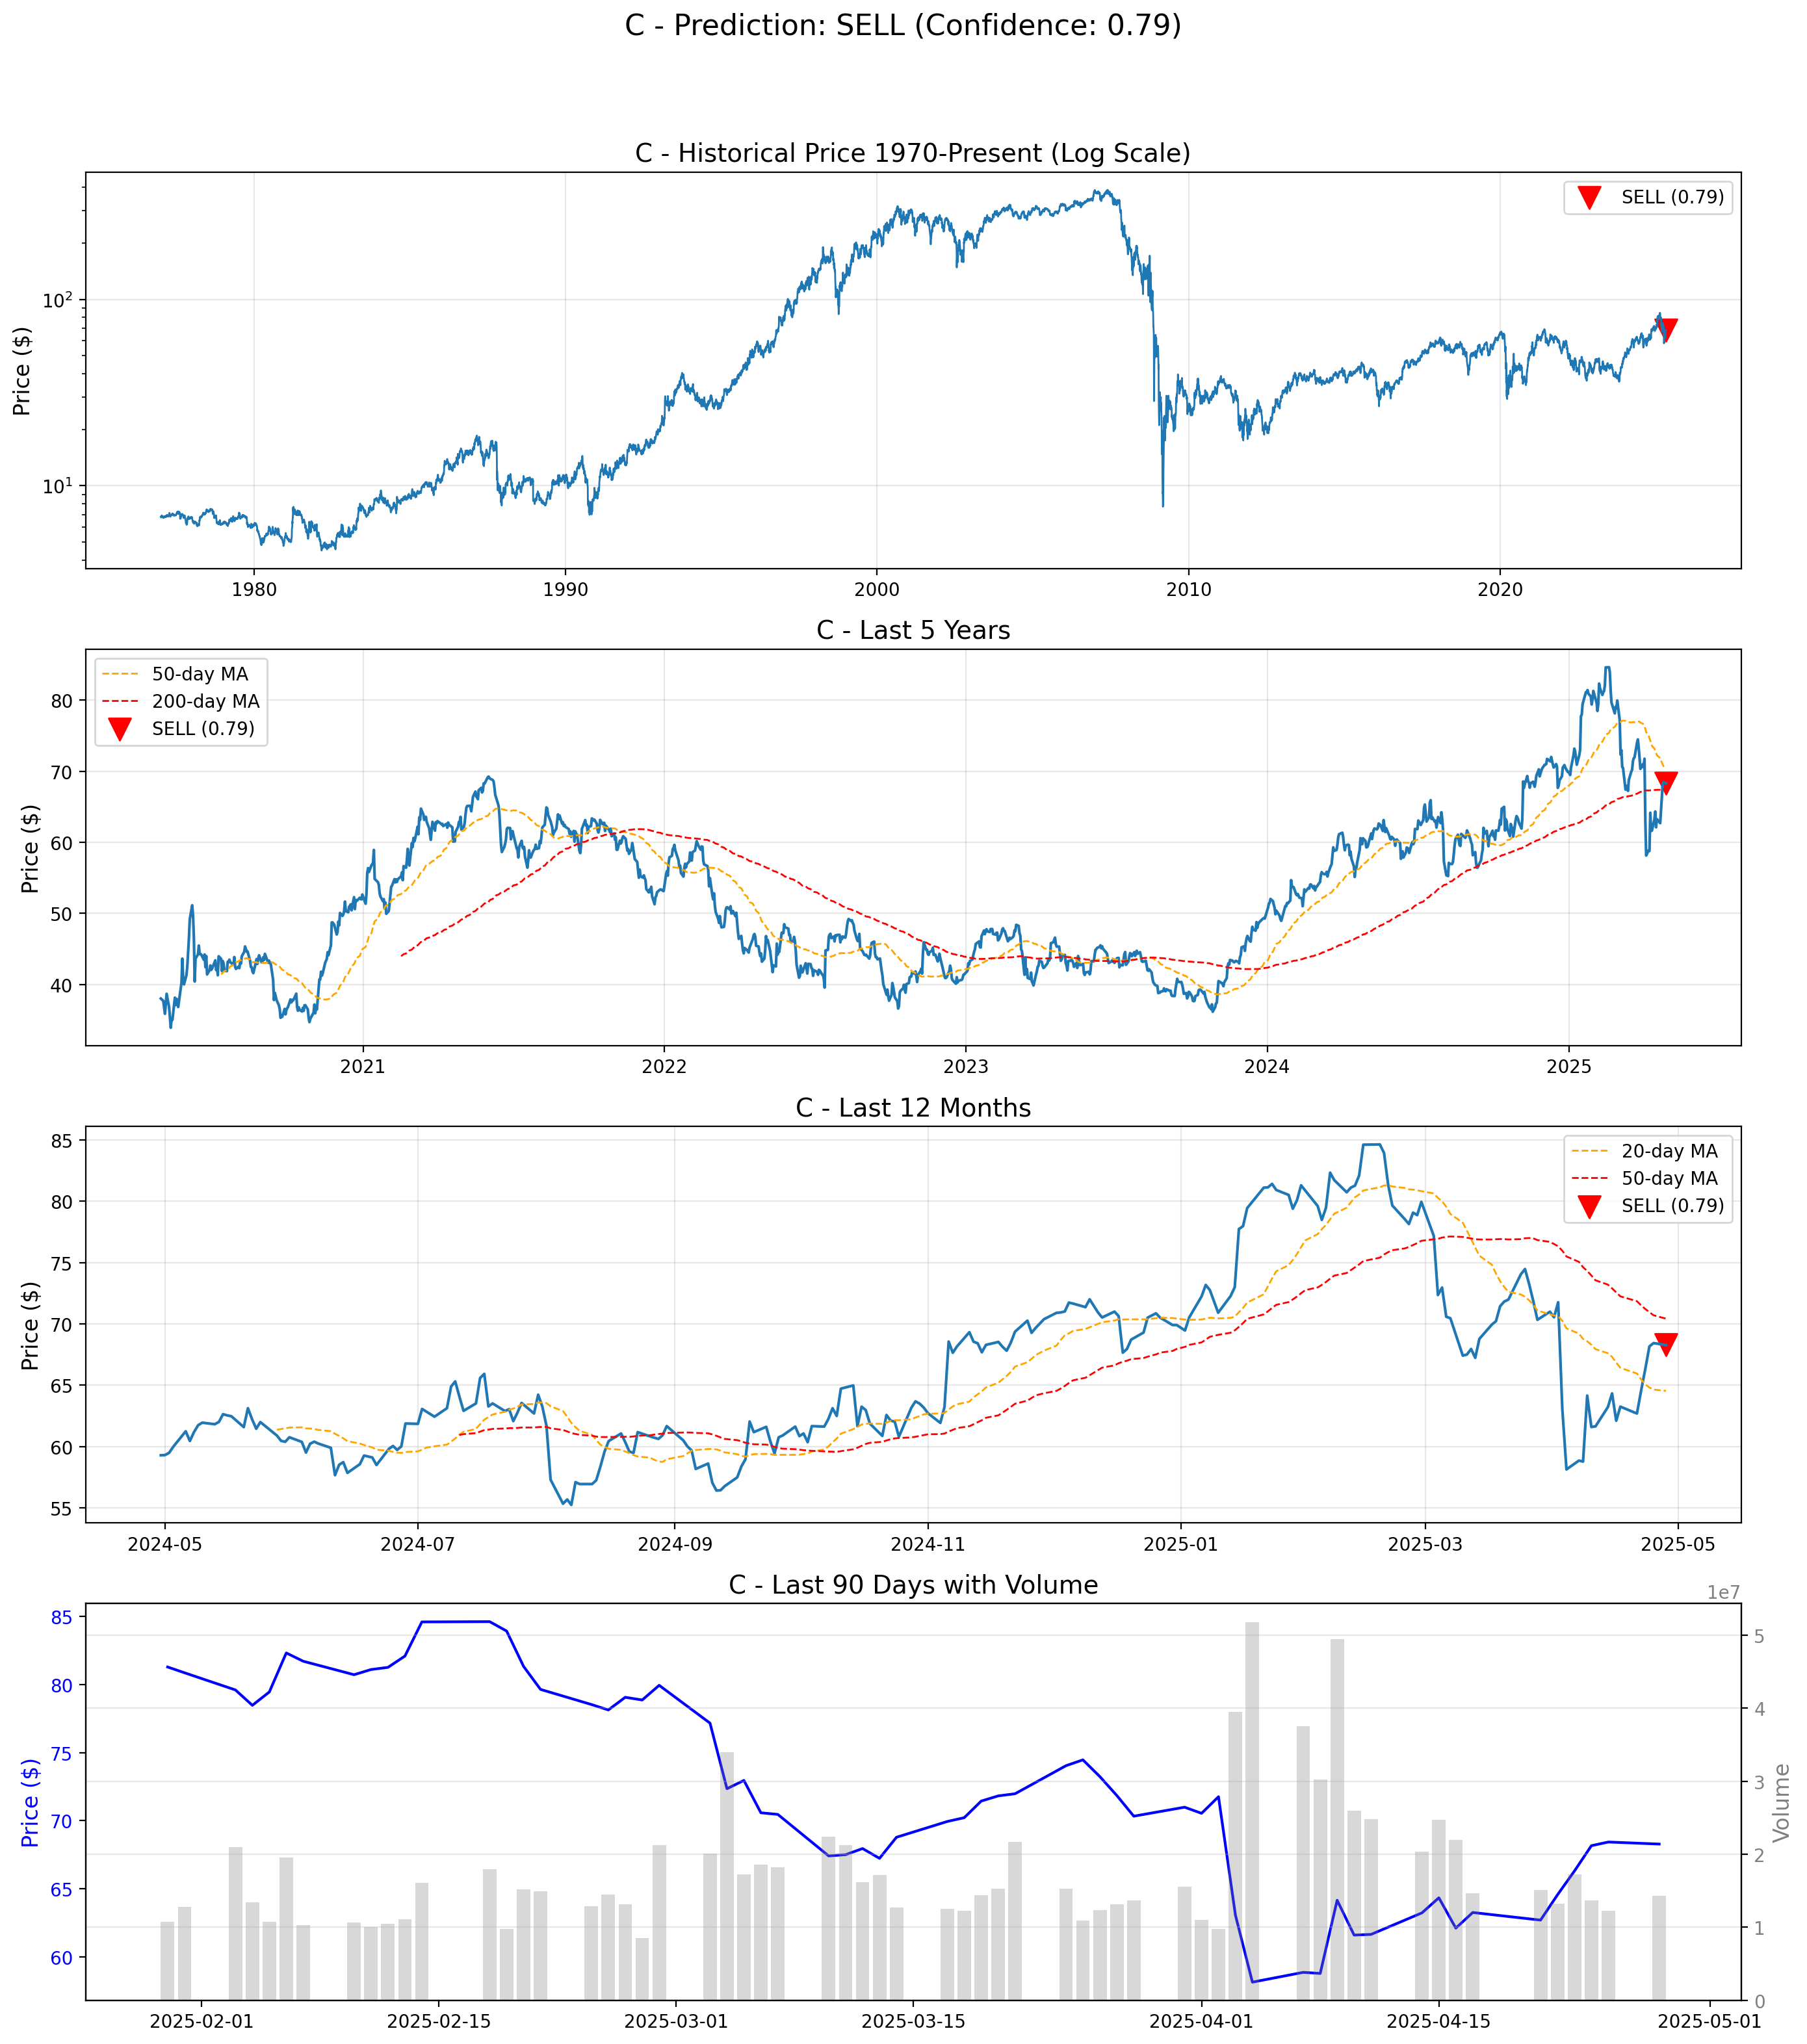 C - Prediction: SELL (Confidence: 0.79)
C - Historical Price 1970-Present (Log Scale)
SELL (0.79)
Price ($)
10²
10¹
1980 1990 2000 2010 2020
C - Last 5 Years
50-day MA
200-day MA
SELL (0.79)
Price ($)
80
70
60
50
40
2021 2022 2023 2024 2025
C - Last 12 Months
20-day MA
50-day MA
SELL (0.79)
Price ($)
85
80
75
70
65
60
55
2024-05 2024-07 2024-09 2024-11 2025-01 2025-03 2025-05
C - Last 90 Days with Volume
1e7
Price ($)
85
80
75
70
65
60
5
4
3
2
1
0
Volume
2025-02-01 2025-02-15 2025-03-01 2025-03-15 2025-04-01 2025-04-15 2025-05-01